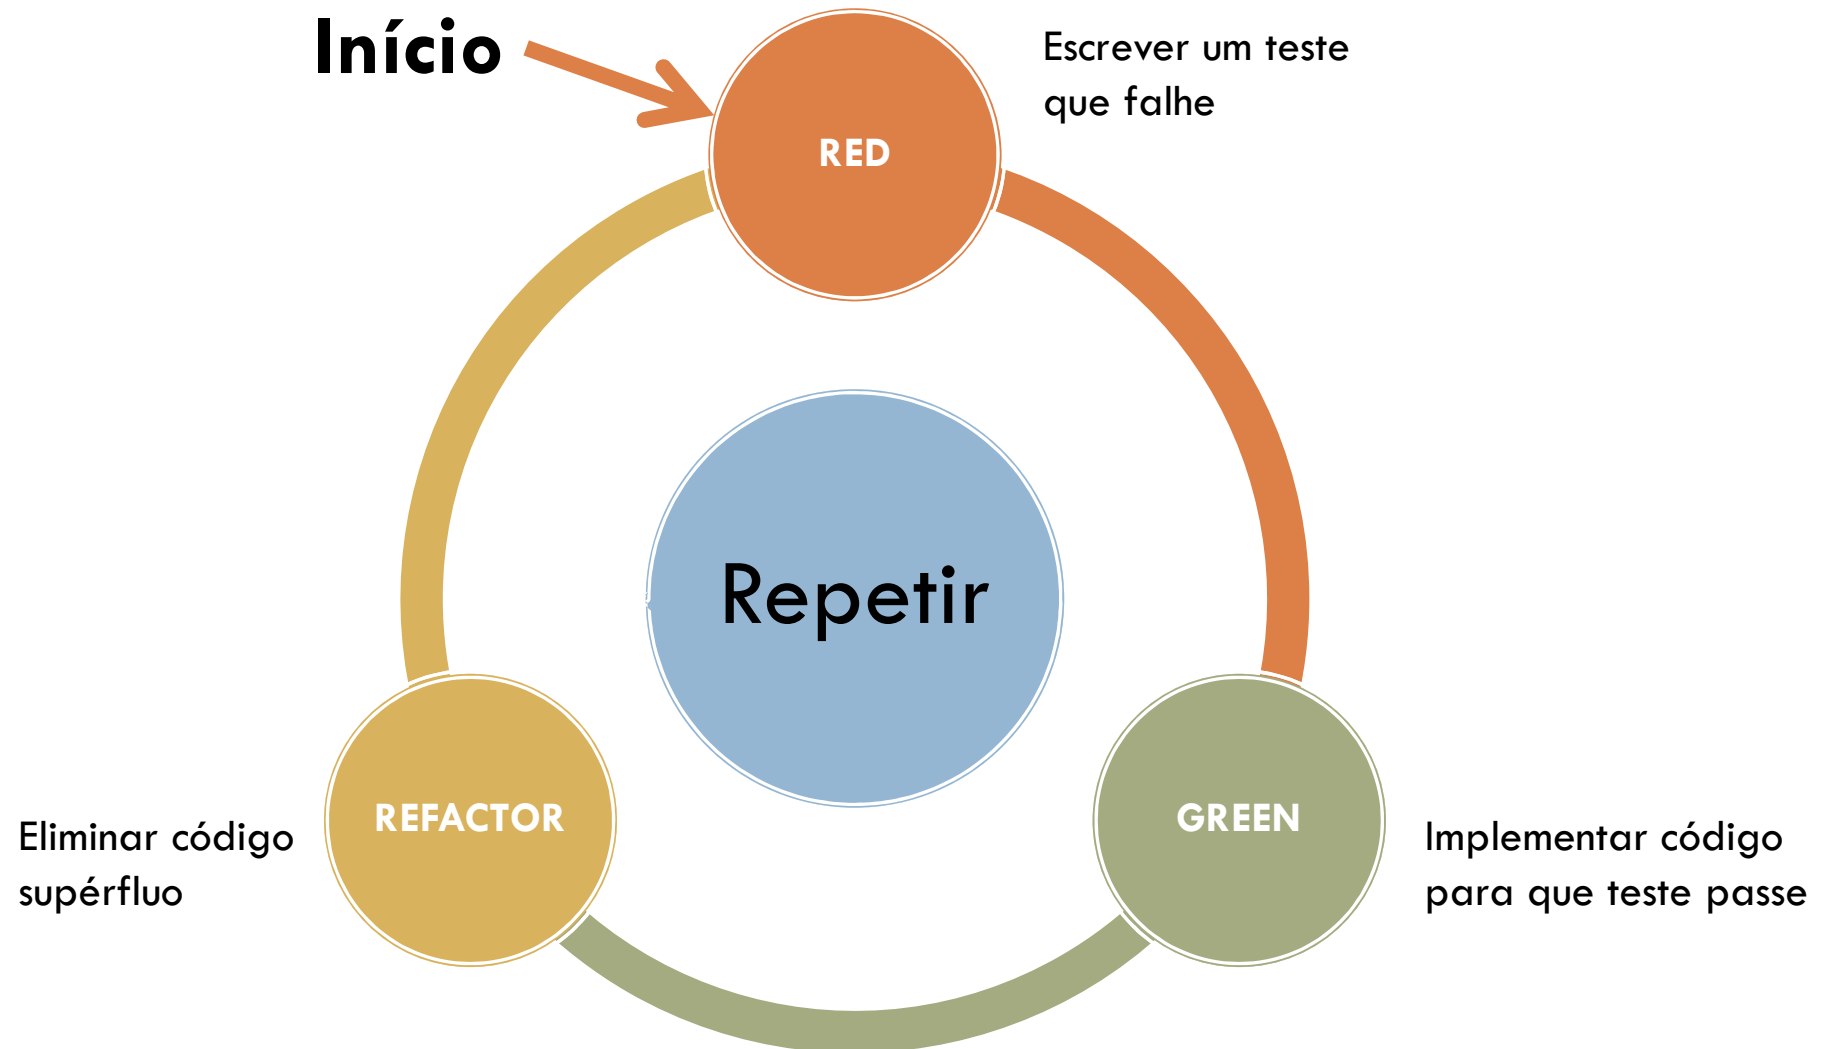 Início
Escrever um teste
que falhe
RED
Repetir
REFACTOR
GREEN
Eliminar código
supérfluo
Implementar código
para que teste passe